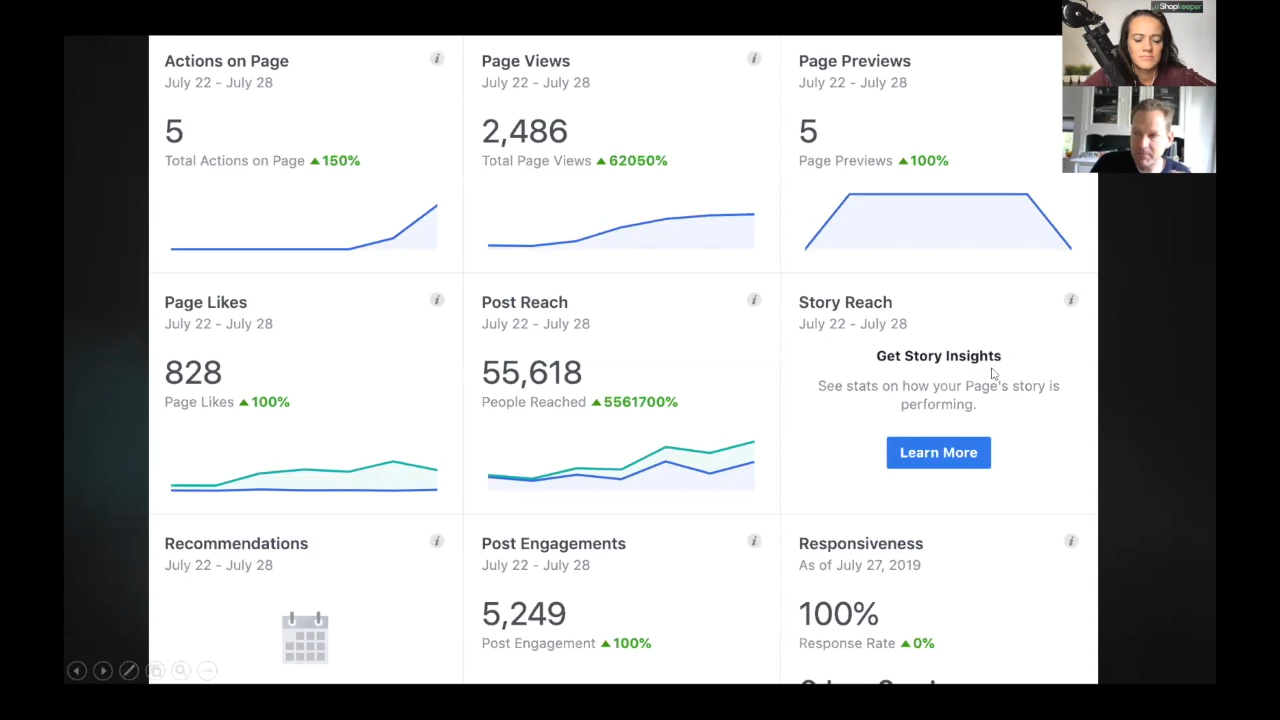 Shopkeeper
Actions on Page
July 22 - July 28
5
Total Actions on Page ▲150%
Page Views
July 22 - July 28
2,486
Total Page Views ▲62050%
Page Previews
July 22 - July 28
5
Page Previews ▲100%
Page Likes
July 22 - July 28
828
Page Likes ▲100%
Post Reach
July 22 - July 28
55,618
People Reached ▲5561700%
Story Reach
July 22 - July 28
Get Story Insights
See stats on how your Page's story is
performing.
Learn More
Recommendations
July 22 - July 28
Post Engagements
July 22 - July 28
5,249
Post Engagement ▲100%
Responsiveness
As of July 27, 2019
100%
Response Rate ▲0%